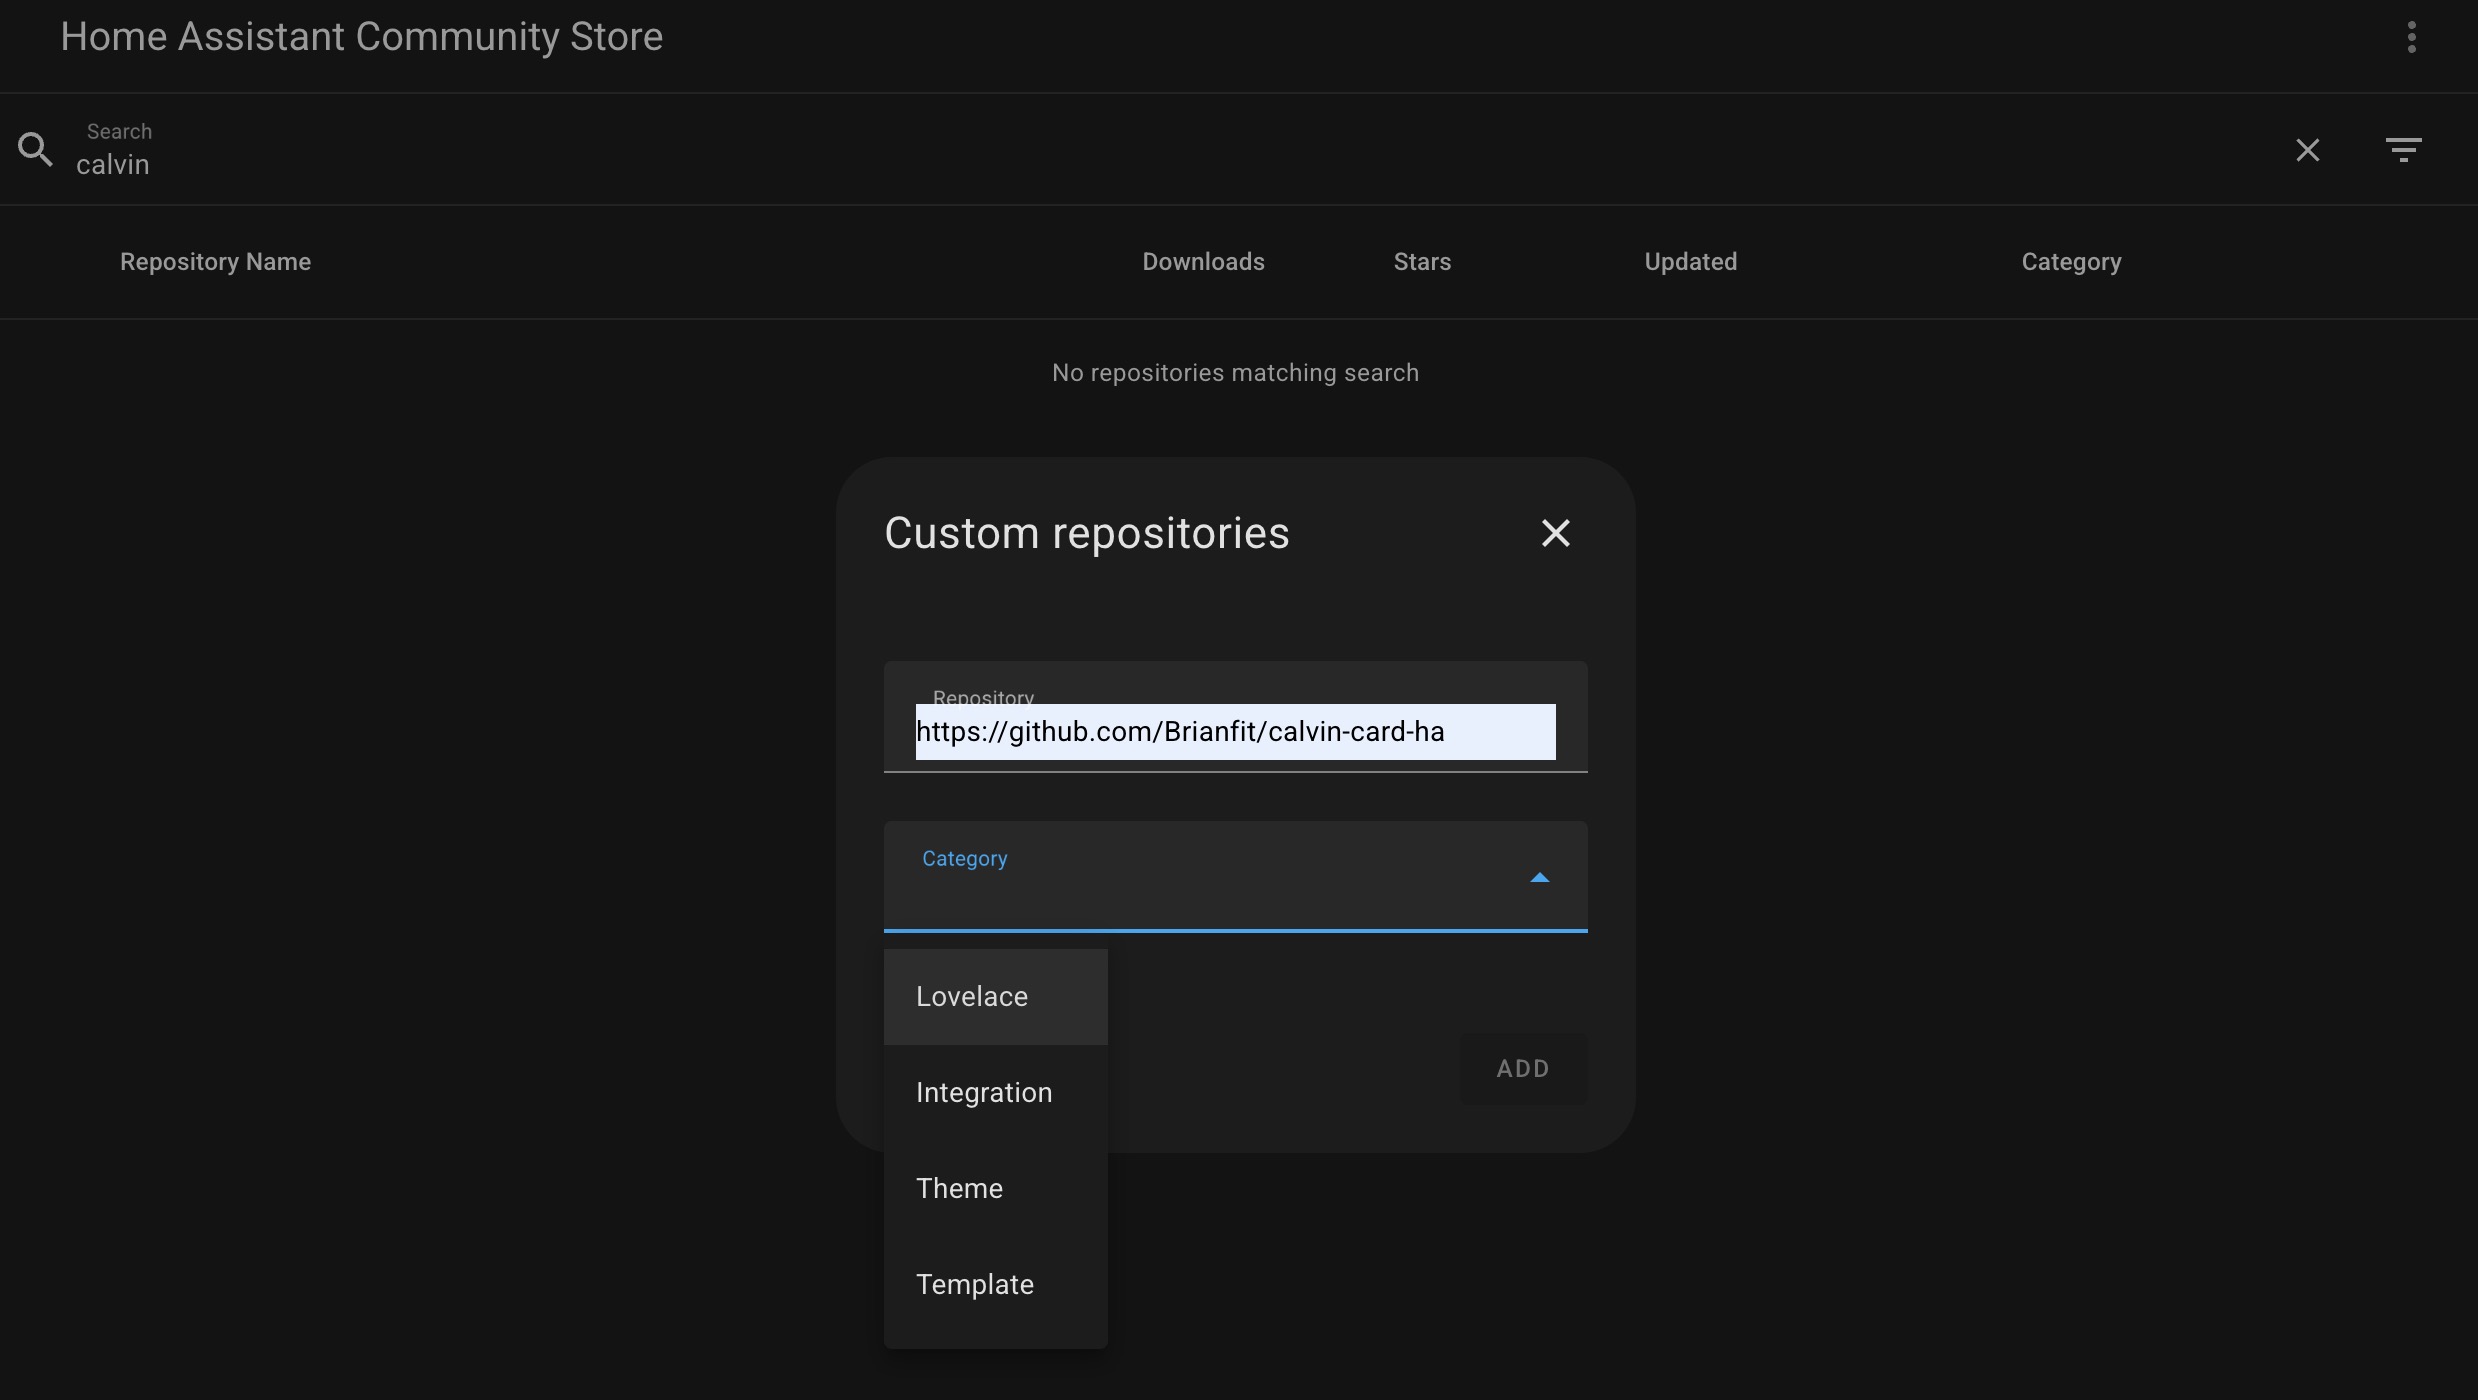 Home Assistant Community Store
Search
calvin
Repository Name Downloads Stars Updated Category
No repositories matching search
Custom repositories
Repository
https://github.com/Brianfit/calvin-card-ha
Category
Lovelace
Integration
Theme
Template
ADD